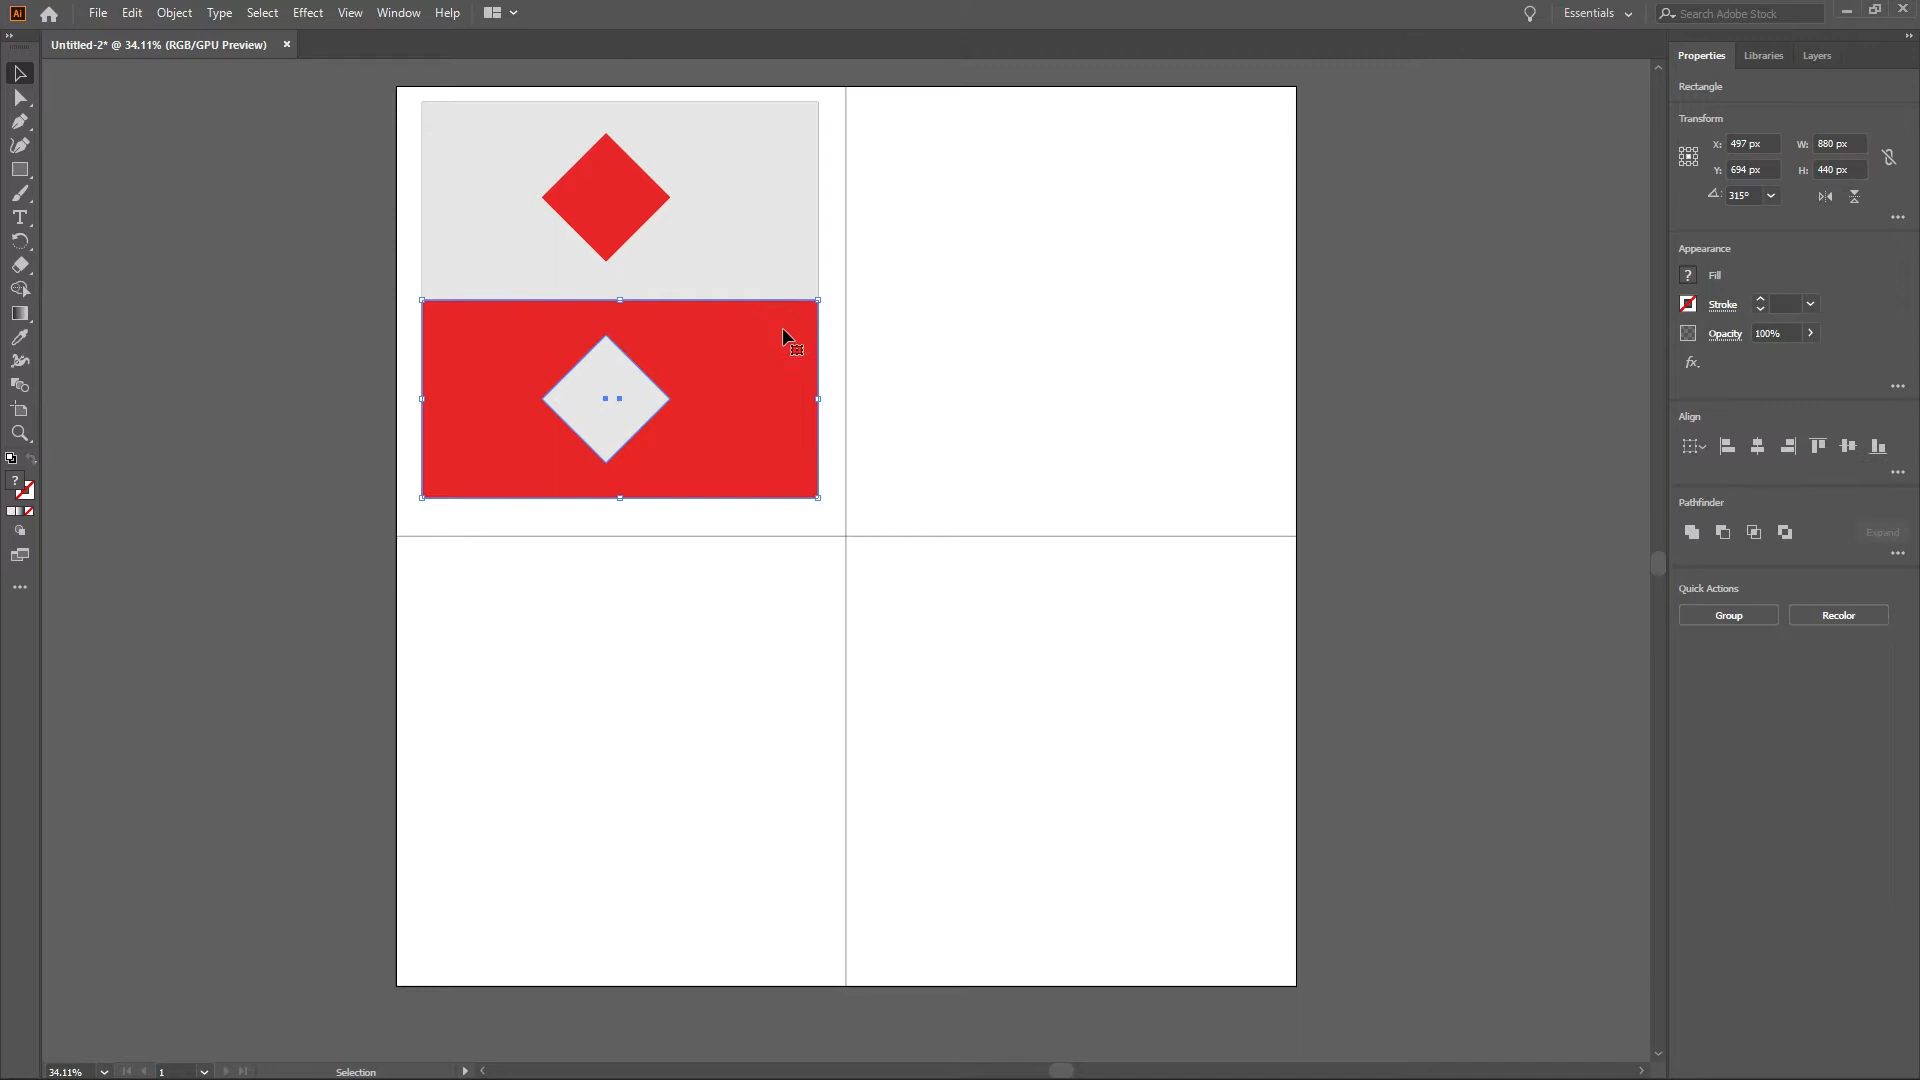 Ai File Edit Object Type Select Effect View Window Help Essentials Search Adobe Stock
Untitled-2* @ 34.11% (RGB/GPU Preview) ×
Properties Libraries Layers
Rectangle
Transform
X: 497 px W: 880 px
Y: 694 px H: 440 px
315°
Appearance
? Fill
Stroke
Opacity 100%
fx.
Align
Pathfinder
Expand
Quick Actions
Group Recolor
?
34.11% 1 Selection